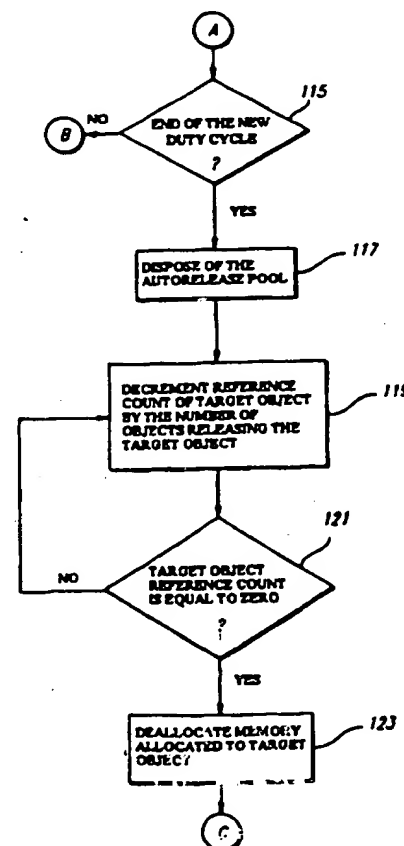 A
115
END OF THE NEW
DUTY CYCLE
?
NO
B
YES
117
DISPOSE OF THE
AUTORELEASE POOL
119
DECREMENT REFERENCE
COUNT OF TARGET OBJECT
BY THE NUMBER OF
OBJECTS RELEASING THE
TARGET OBJECT
121
TARGET OBJECT
REFERENCE COUNT
IS EQUAL TO ZERO
?
NO
YES
123
DEALLOCATE MEMORY
ALLOCATED TO TARGET
OBJECT
C